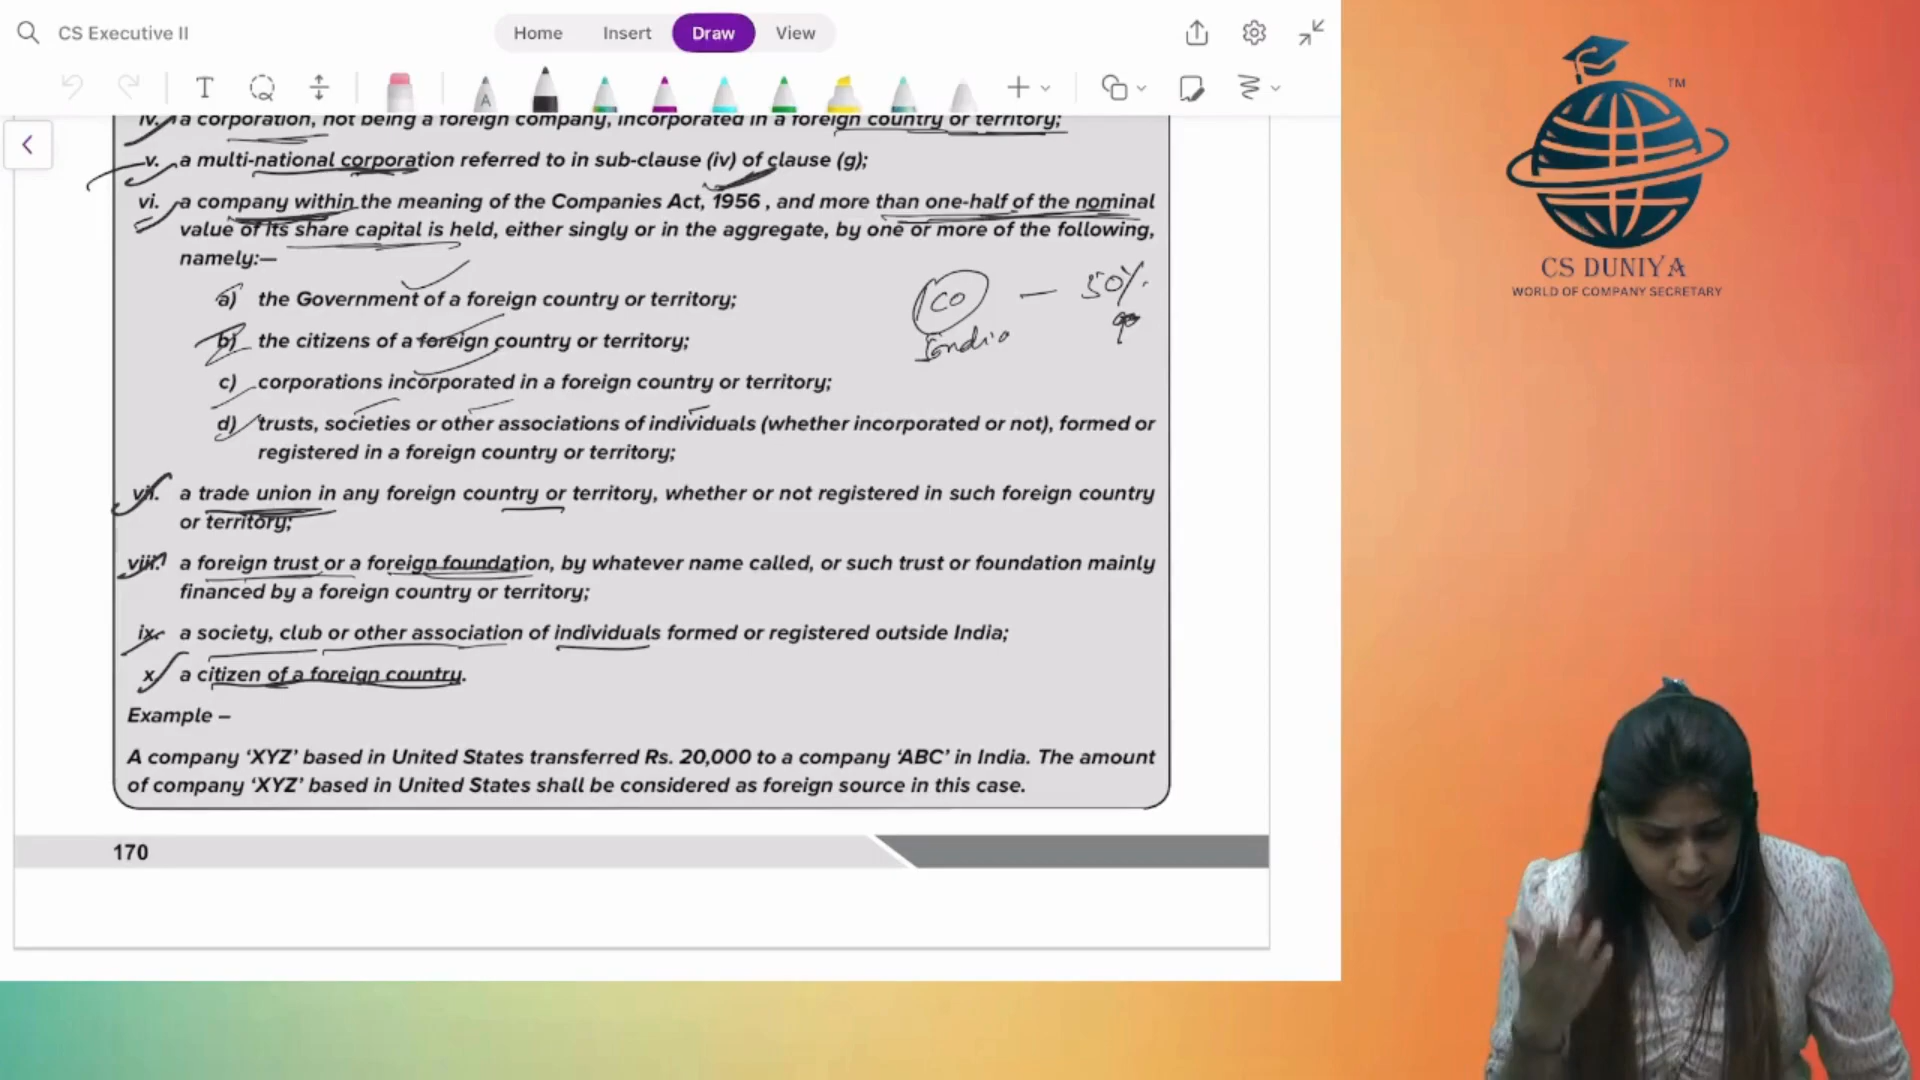 CS Executive II
Home
Insert
Draw
View
iv. a corporation, not being a foreign company, incorporated in a foreign country or territory;
v. a multi-national corporation referred to in sub-clause (iv) of clause (g);
vi. a company within the meaning of the Companies Act, 1956 , and more than one-half of the nominal
value of its share capital is held, either singly or in the aggregate, by one or more of the following,
namely:—
a) the Government of a foreign country or territory;
b) the citizens of a foreign country or territory;
c) corporations incorporated in a foreign country or territory;
d) trusts, societies or other associations of individuals (whether incorporated or not), formed or
registered in a foreign country or territory;
CO — 50%
India
vii. a trade union in any foreign country or territory, whether or not registered in such foreign country
or territory;
viii. a foreign trust or a foreign foundation, by whatever name called, or such trust or foundation mainly
financed by a foreign country or territory;
ix. a society, club or other association of individuals formed or registered outside India;
x. a citizen of a foreign country.
Example –
A company ‘XYZ’ based in United States transferred Rs. 20,000 to a company ‘ABC’ in India. The amount
of company ‘XYZ’ based in United States shall be considered as foreign source in this case.
170
TM
CS DUNIYA
WORLD OF COMPANY SECRETARY